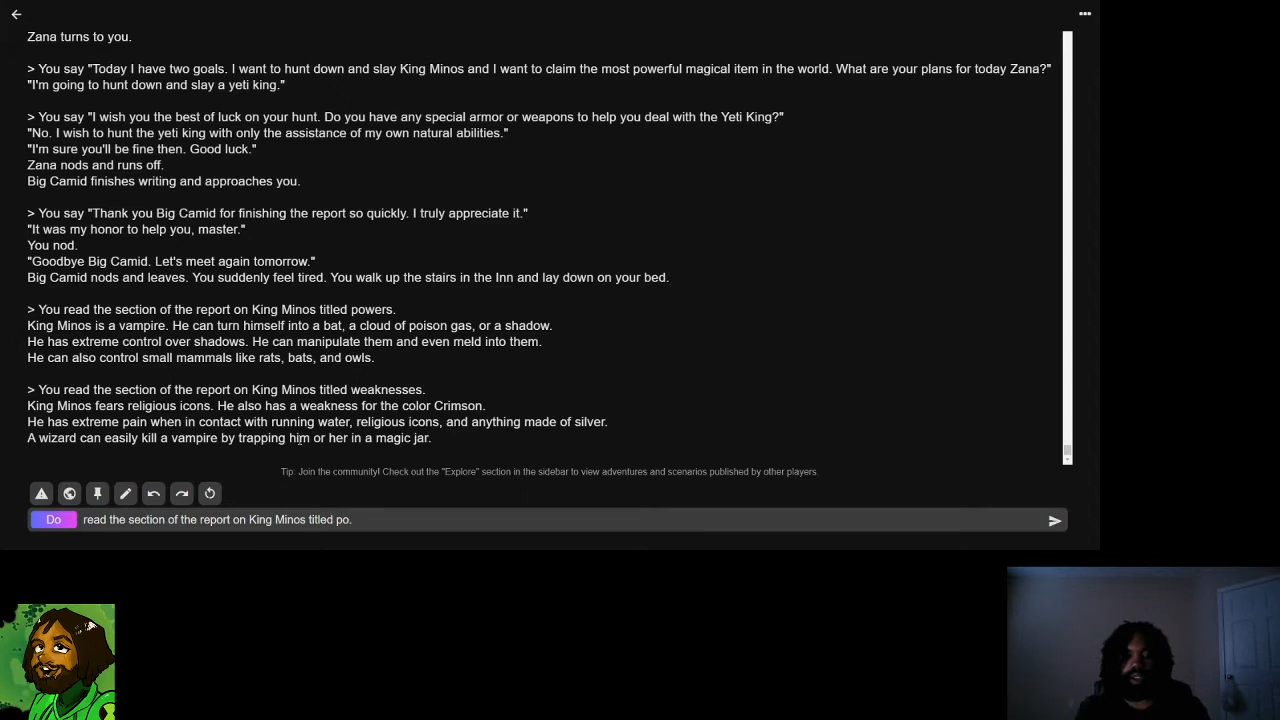 Zana turns to you.
> You say "Today I have two goals. I want to hunt down and slay King Minos and I want to claim the most powerful magical item in the world. What are your plans for today Zana?"
"I'm going to hunt down and slay a yeti king."
> You say "I wish you the best of luck on your hunt. Do you have any special armor or weapons to help you deal with the Yeti King?"
"No. I wish to hunt the yeti king with only the assistance of my own natural abilities."
"I'm sure you'll be fine then. Good luck."
Zana nods and runs off.
Big Camid finishes writing and approaches you.
> You say "Thank you Big Camid for finishing the report so quickly. I truly appreciate it."
"It was my honor to help you, master."
You nod.
"Goodbye Big Camid. Let's meet again tomorrow."
Big Camid nods and leaves. You suddenly feel tired. You walk up the stairs in the Inn and lay down on your bed.
> You read the section of the report on King Minos titled powers.
King Minos is a vampire. He can turn himself into a bat, a cloud of poison gas, or a shadow.
He has extreme control over shadows. He can manipulate them and even meld into them.
He can also control small mammals like rats, bats, and owls.
> You read the section of the report on King Minos titled weaknesses.
King Minos fears religious icons. He also has a weakness for the color Crimson.
He has extreme pain when in contact with running water, religious icons, and anything made of silver.
A wizard can easily kill a vampire by trapping him or her in a magic jar.
Tip: Join the community! Check out the "Explore" section in the sidebar to view adventures and scenarios published by other players.
Do read the section of the report on King Minos titled po.